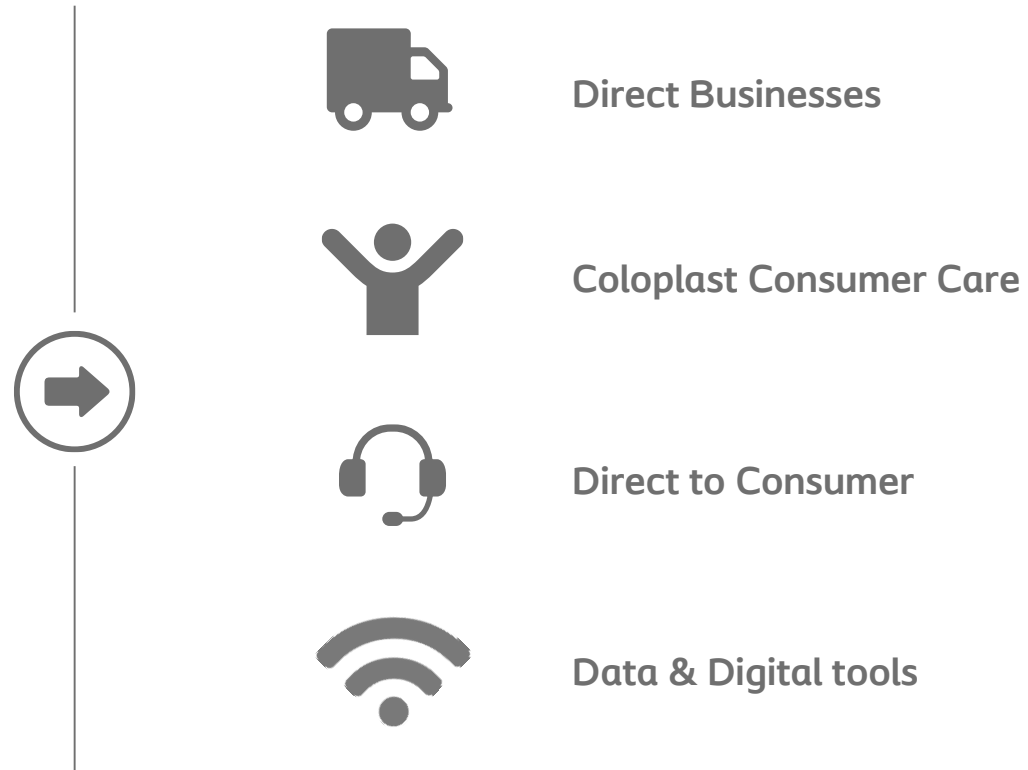 Direct Businesses
Coloplast Consumer Care
Direct to Consumer
Data & Digital tools